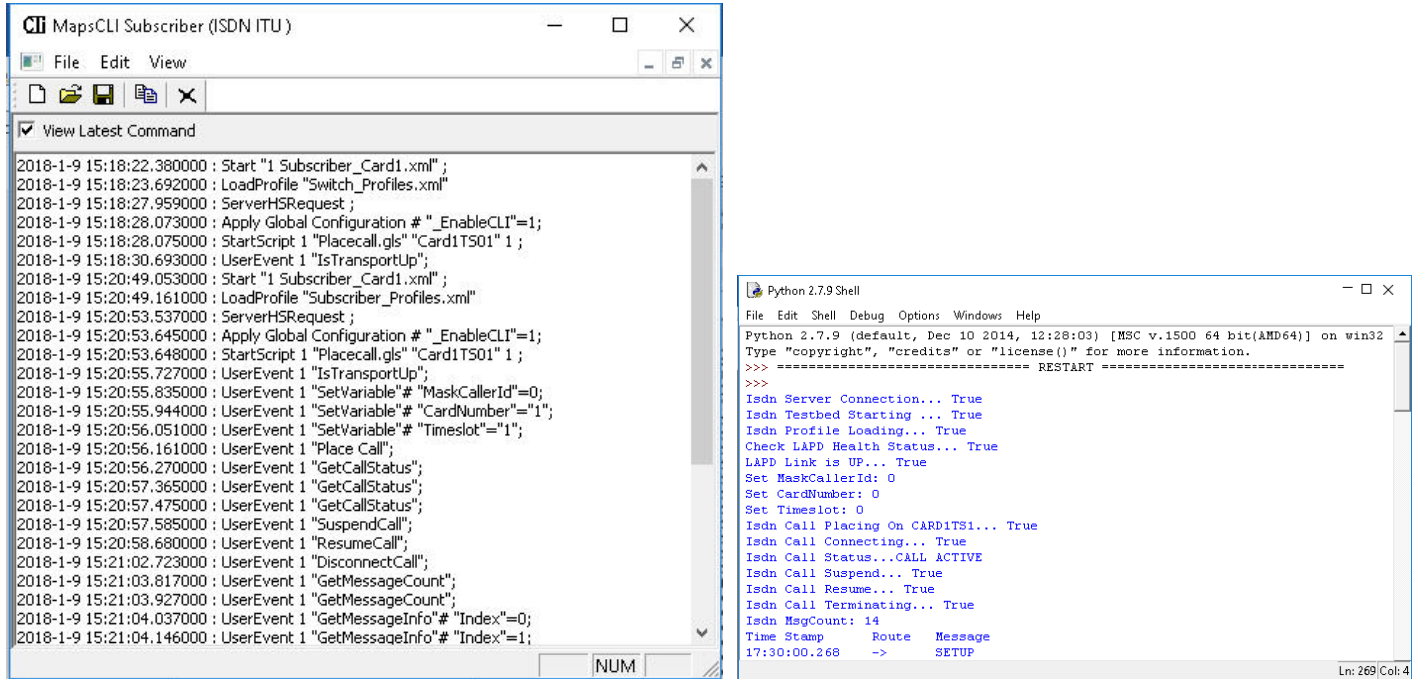 CTi MapsCLI Subscriber (ISDN ITU )
File Edit View
View Latest Command
2018-1-9 15:18:22.380000 : Start "1 Subscriber_Card1.xml" ;
2018-1-9 15:18:23.692000 : LoadProfile "Switch_Profiles.xml"
2018-1-9 15:18:27.959000 : ServerHSRequest ;
2018-1-9 15:18:28.073000 : Apply Global Configuration # "_EnableCLI"=1;
2018-1-9 15:18:28.075000 : StartScript 1 "Placecall.gls" "Card1TS01" 1 ;
2018-1-9 15:18:30.693000 : UserEvent 1 "IsTransportUp";
2018-1-9 15:20:49.053000 : Start "1 Subscriber_Card1.xml" ;
2018-1-9 15:20:49.161000 : LoadProfile "Subscriber_Profiles.xml"
2018-1-9 15:20:53.537000 : ServerHSRequest ;
2018-1-9 15:20:53.645000 : Apply Global Configuration # "_EnableCLI"=1;
2018-1-9 15:20:53.648000 : StartScript 1 "Placecall.gls" "Card1TS01" 1 ;
2018-1-9 15:20:55.727000 : UserEvent 1 "IsTransportUp";
2018-1-9 15:20:55.835000 : UserEvent 1 "SetVariable"# "MaskCallerId"=0;
2018-1-9 15:20:55.944000 : UserEvent 1 "SetVariable"# "CardNumber"="1";
2018-1-9 15:20:56.051000 : UserEvent 1 "SetVariable"# "Timeslot"="1";
2018-1-9 15:20:56.161000 : UserEvent 1 "Place Call";
2018-1-9 15:20:56.270000 : UserEvent 1 "GetCallStatus";
2018-1-9 15:20:57.365000 : UserEvent 1 "GetCallStatus";
2018-1-9 15:20:57.475000 : UserEvent 1 "GetCallStatus";
2018-1-9 15:20:57.585000 : UserEvent 1 "SuspendCall";
2018-1-9 15:20:58.680000 : UserEvent 1 "ResumeCall";
2018-1-9 15:21:02.723000 : UserEvent 1 "DisconnectCall";
2018-1-9 15:21:03.817000 : UserEvent 1 "GetMessageCount";
2018-1-9 15:21:03.927000 : UserEvent 1 "GetMessageCount";
2018-1-9 15:21:04.037000 : UserEvent 1 "GetMessageInfo"# "Index"=0;
2018-1-9 15:21:04.146000 : UserEvent 1 "GetMessageInfo"# "Index"=1;
NUM
Python 2.7.9 Shell
File Edit Shell Debug Options Windows Help
Python 2.7.9 (default, Dec 10 2014, 12:28:03) [MSC v.1500 64 bit(AMD64)] on win32
Type "copyright", "credits" or "license()" for more information.
>>> ================================ RESTART ================================
>>>
Isdn Server Connection... True
Isdn Testbed Starting ... True
Isdn Profile Loading... True
Check LAPD Health Status... True
LAPD Link is UP... True
Set MaskCallerId: 0
Set CardNumber: 0
Set Timeslot: 0
Isdn Call Placing On CARD1TS1... True
Isdn Call Connecting... True
Isdn Call Status...CALL ACTIVE
Isdn Call Suspend... True
Isdn Call Resume... True
Isdn Call Terminating... True
Isdn MsgCount: 14
Time Stamp Route Message
17:30:00.268 -> SETUP
Ln: 269 Col: 4